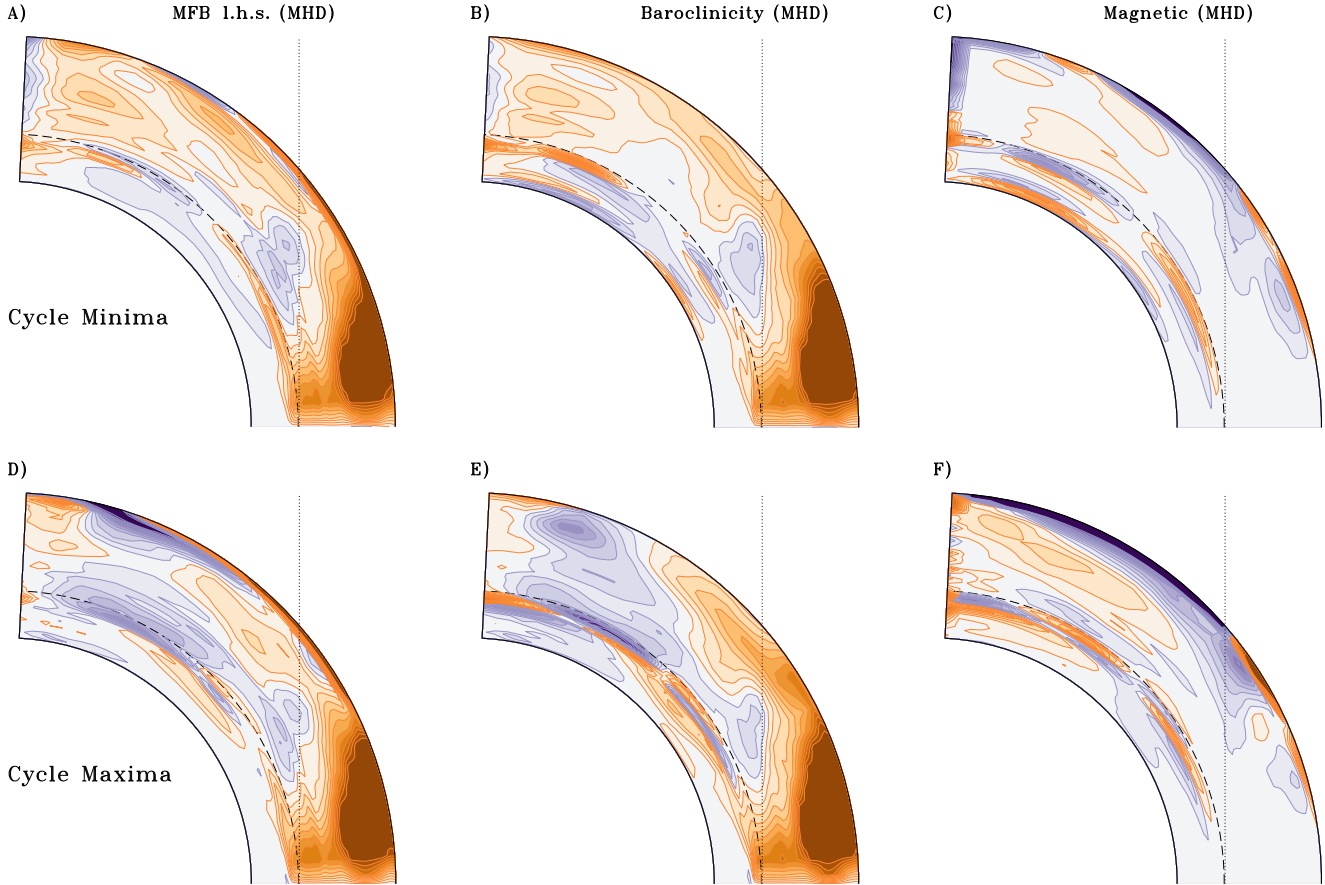 A) MFB l.h.s. (MHD)
B) Baroclinicity (MHD)
C) Magnetic (MHD)
Cycle Minima
D)
E)
F)
Cycle Maxima